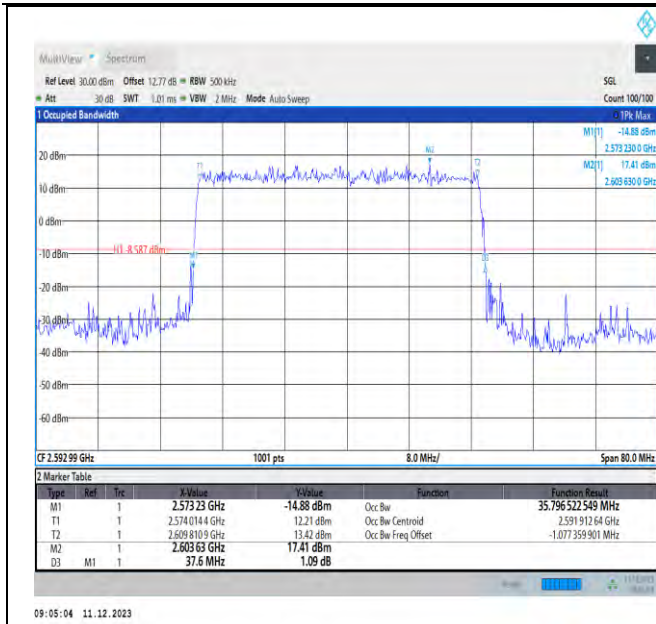 MultiView Spectrum
Ref Level 30.00 dBm Offset 12.77 dB RBW 500 kHz SGL
Att 30 dB SWT 1.01 ms VBW 2 MHz Mode Auto Sweep Count 100/100
1 Occupied Bandwidth 1Pk Max
M1[1] -14.88 dBm
2.573 230 0 GHz
M2[1] 17.41 dBm
2.603 630 0 GHz
M2
T1 T2
20 dBm
10 dBm
0 dBm
H1 -8.587 dBm
-10 dBm
M1 D3
-20 dBm
-30 dBm
-40 dBm
-50 dBm
-60 dBm
CF 2.592 99 GHz 1001 pts 8.0 MHz/ Span 80.0 MHz
2 Marker Table
Type Ref Trc X-Value Y-Value Function Function Result
M1 1 2.573 23 GHz -14.88 dBm Occ Bw 35.796 522 549 MHz
T1 1 2.574 014 4 GHz 12.21 dBm Occ Bw Centroid 2.591 912 64 GHz
T2 1 2.609 810 9 GHz 13.42 dBm Occ Bw Freq Offset -1.077 359 901 MHz
M2 1 2.603 63 GHz 17.41 dBm
D3 M1 1 37.6 MHz 1.09 dB
09:05:04 11.12.2023